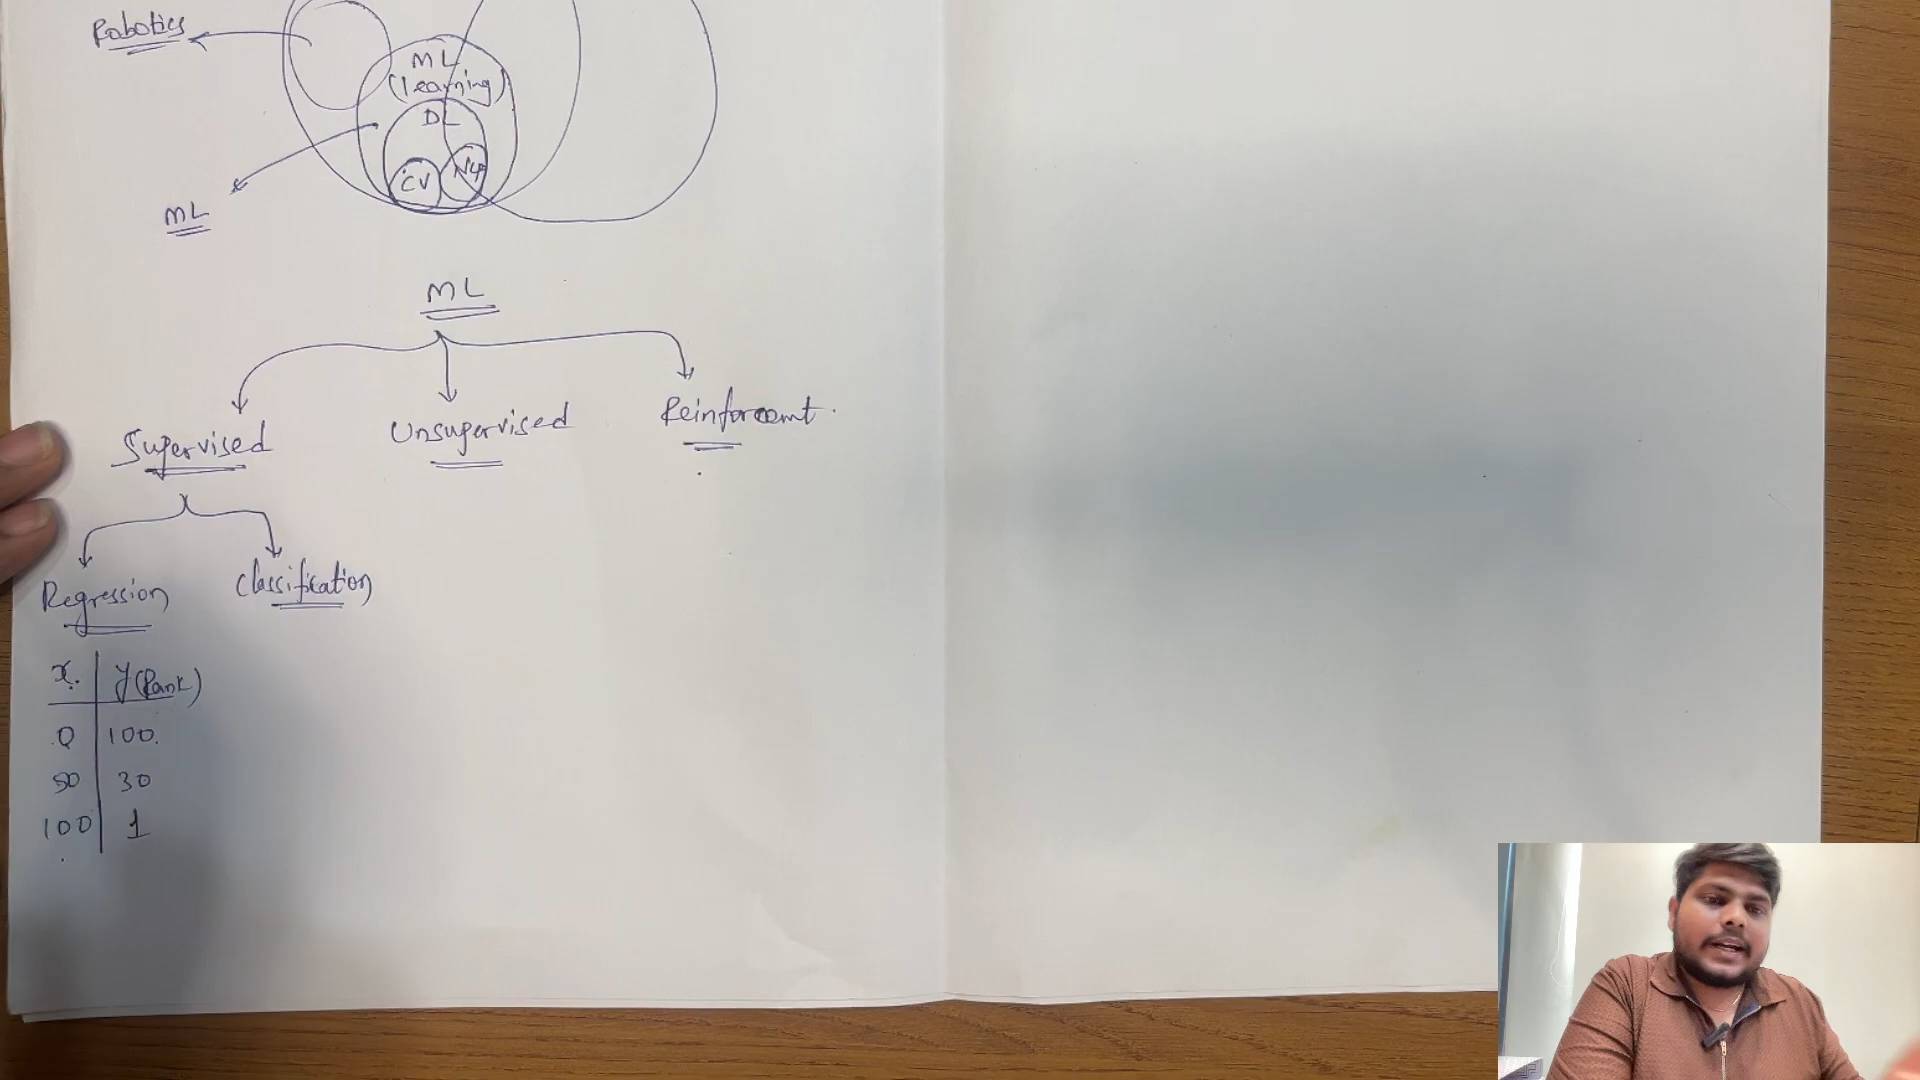 Robotics
ML
(learning)
DL
CV NLP
ML
ML
Supervised Unsupervised Reinforcemt.
Regression Classification
x. y (Rank)
0 100.
50 30
100 1